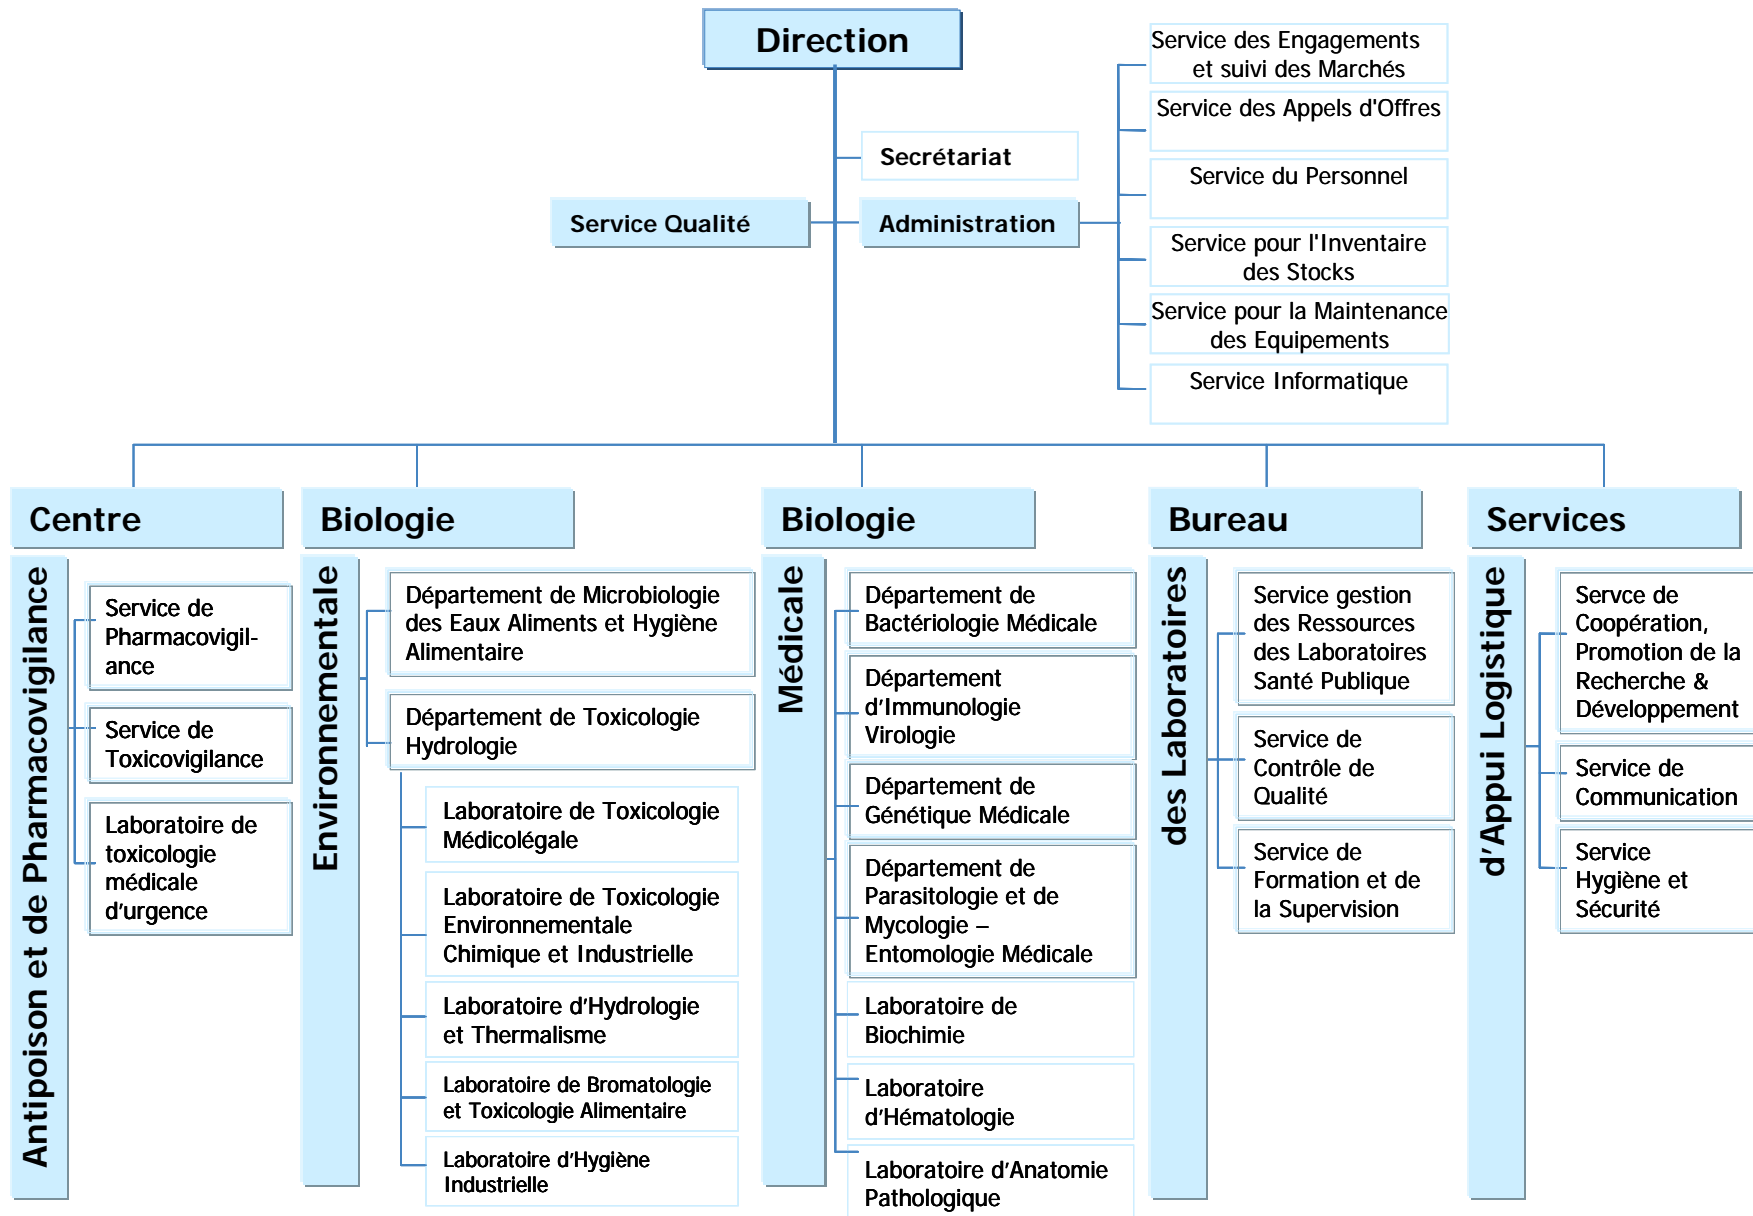 Direction
Secrétariat
Service Qualité
Administration
Service des Engagements
et suivi des Marchés
Service des Appels d'Offres
Service du Personnel
Service pour l'Inventaire
des Stocks
Service pour la Maintenance
des Equipements
Service Informatique
Centre
Antipoison et de Pharmacovigilance
Service de
Pharmacovigil-
ance
Service de
Toxicovigilance
Laboratoire de
toxicologie
médicale
d’urgence
Biologie
Environnementale
Département de Microbiologie
des Eaux Aliments et Hygiène
Alimentaire
Département de Toxicologie
Hydrologie
Laboratoire de Toxicologie
Médicolégale
Laboratoire de Toxicologie
Environnementale
Chimique et Industrielle
Laboratoire d’Hydrologie
et Thermalisme
Laboratoire de Bromatologie
et Toxicologie Alimentaire
Laboratoire d’Hygiène
Industrielle
Biologie
Médicale
Département de
Bactériologie Médicale
Département
d’Immunologie
Virologie
Département de
Génétique Médicale
Département de
Parasitologie et de
Mycologie –
Entomologie Médicale
Laboratoire de
Biochimie
Laboratoire
d’Hématologie
Laboratoire d’Anatomie
Pathologique
Bureau
des Laboratoires
Service gestion
des Ressources
des Laboratoires
Santé Publique
Service de
Contrôle de
Qualité
Service de
Formation et de
la Supervision
Services
d’Appui Logistique
Servce de
Coopération,
Promotion de la
Recherche &
Développement
Service de
Communication
Service
Hygiène et
Sécurité